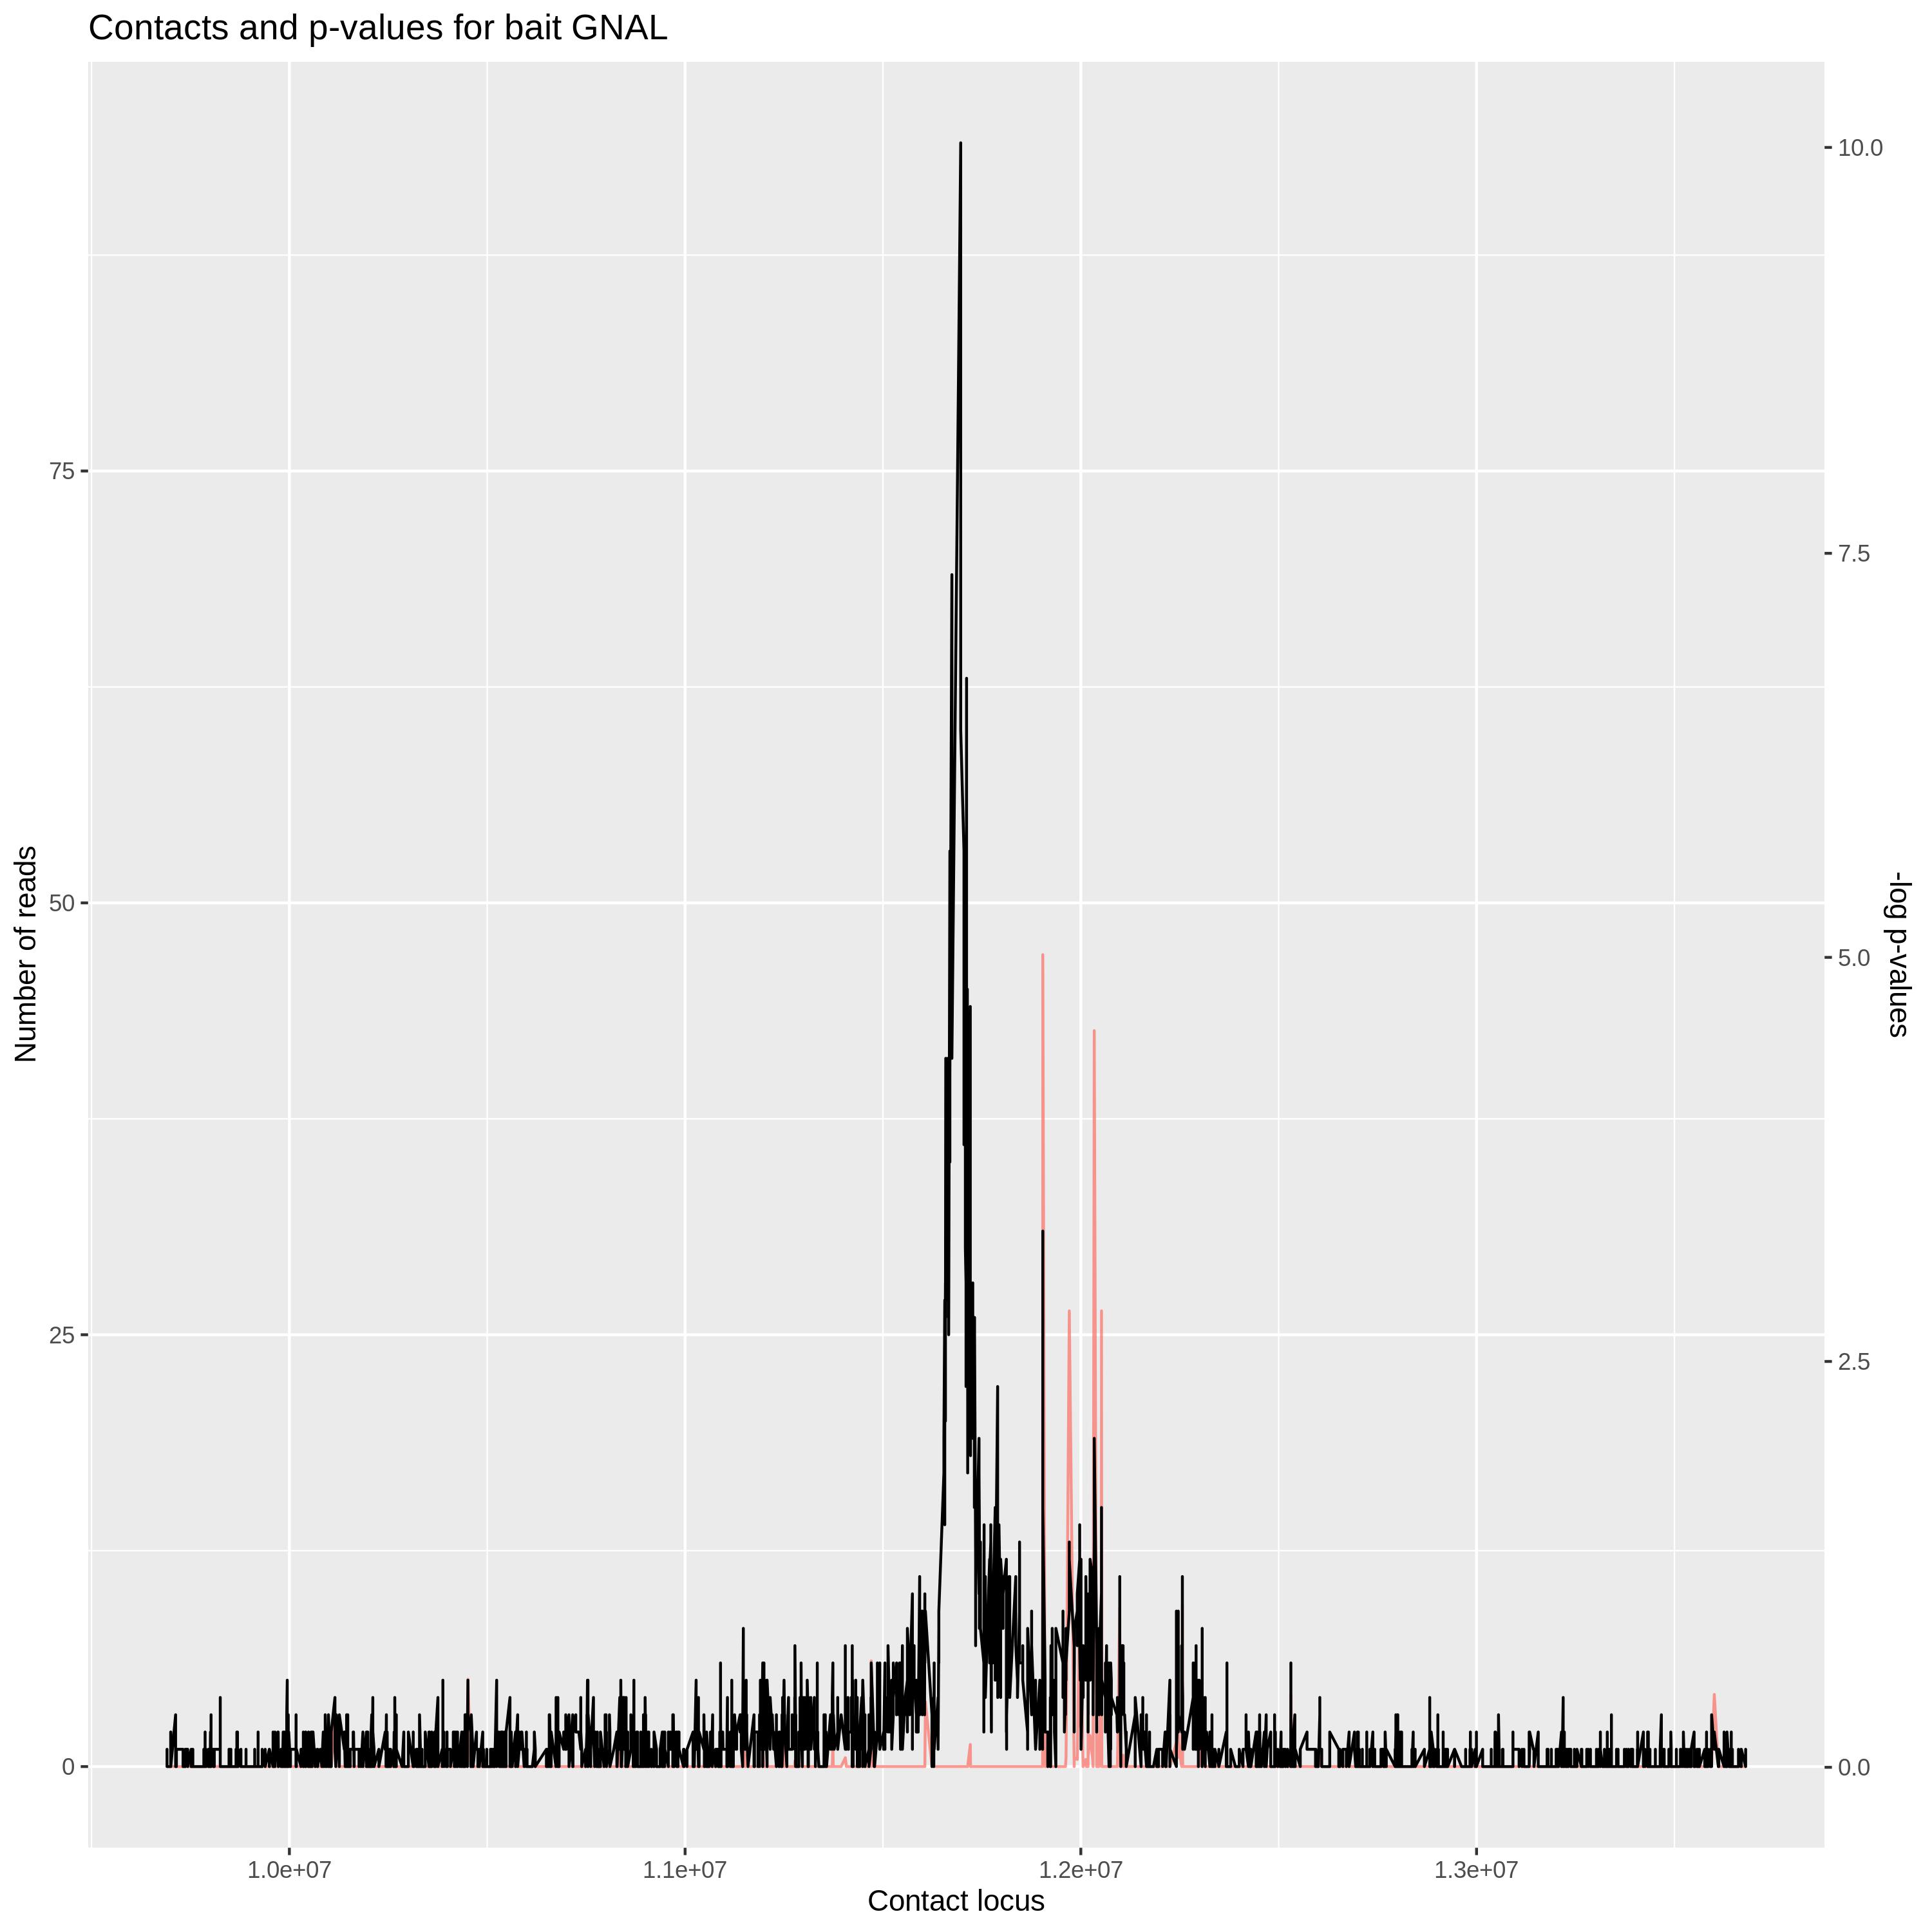 Contacts and p-values for bait GNAL
10.0
7.5
75
5.0
50
2.5
25
0.0
0
Number of reads
-log p-values
1.0e+07 1.1e+07 1.2e+07 1.3e+07
Contact locus